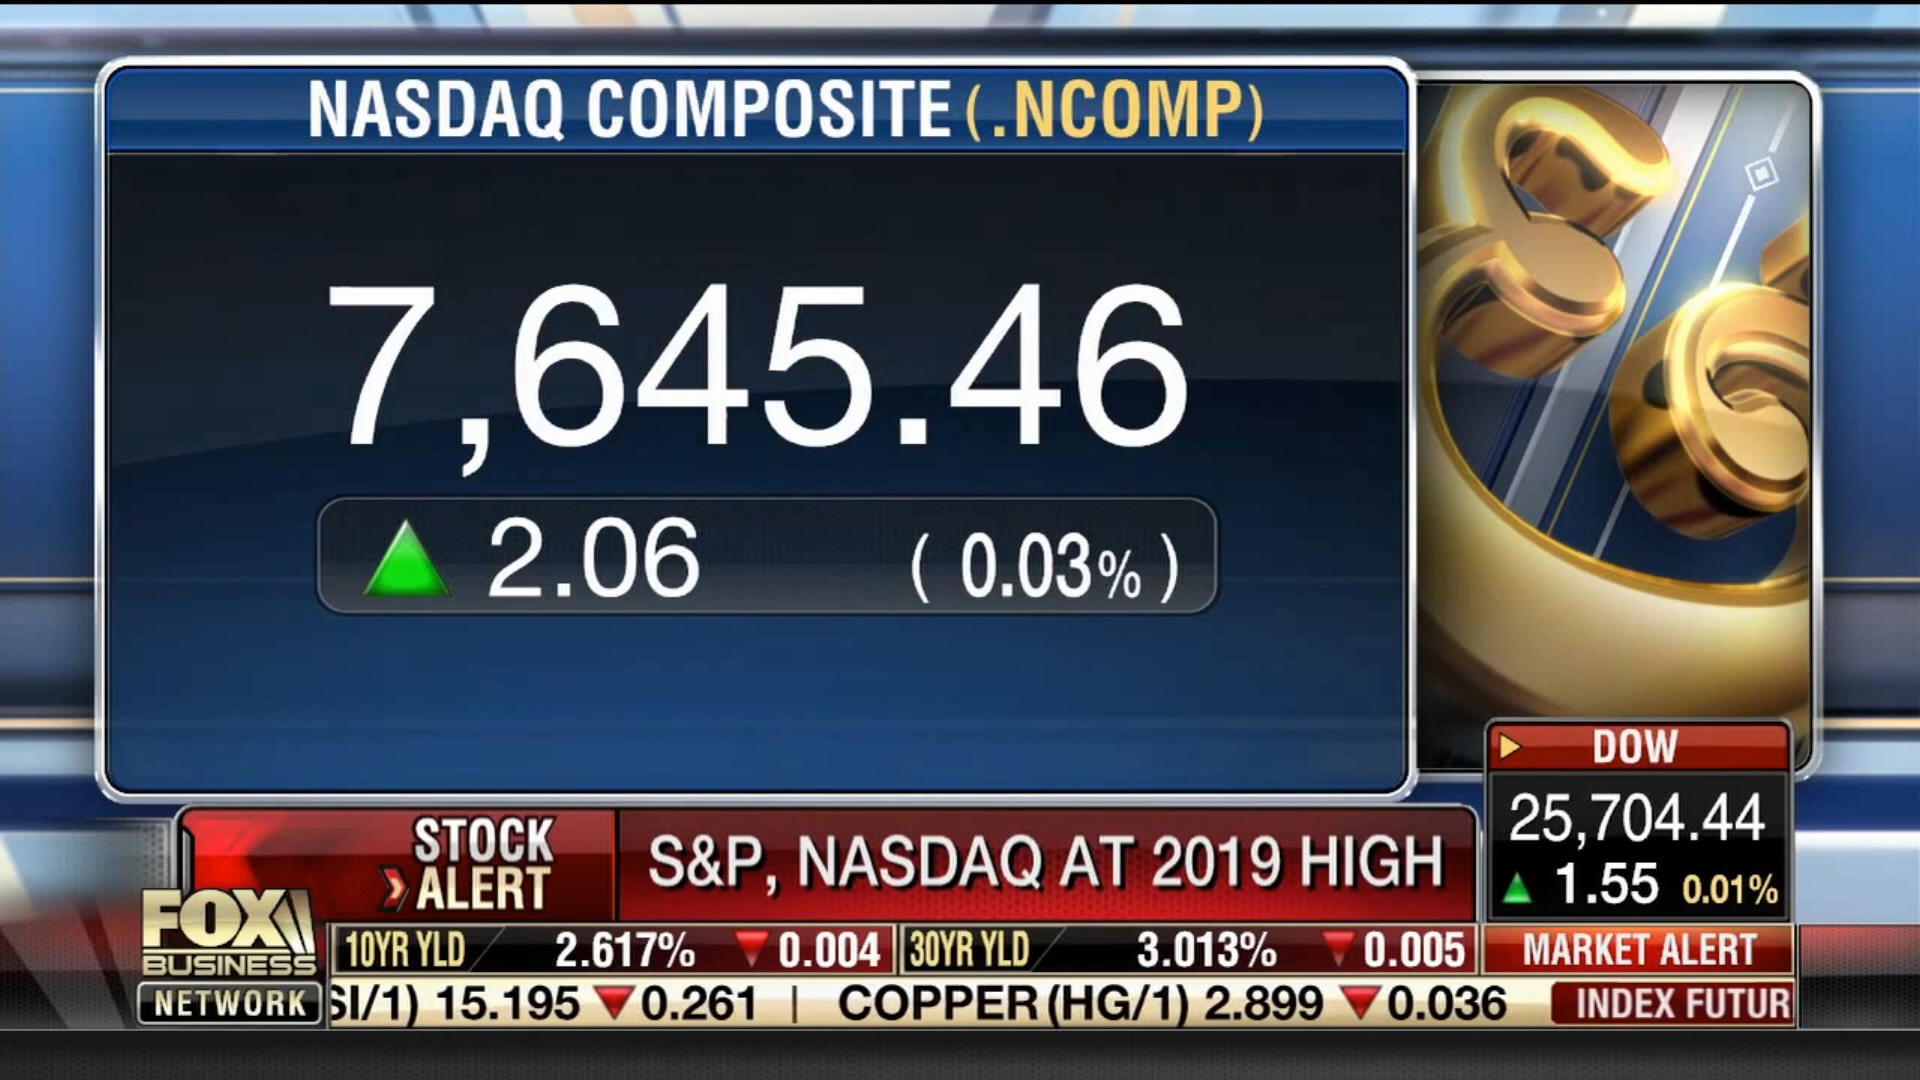 NASDAQ COMPOSITE (.NCOMP)
7,645.46
▲ 2.06 ( 0.03% )
DOW
25,704.44
▲ 1.55 0.01%
STOCK ALERT
S&P, NASDAQ AT 2019 HIGH
FOX
BUSINESS
NETWORK
10YR YLD 2.617% ▼ 0.004
30YR YLD 3.013% ▼ 0.005
MARKET ALERT
SI/1) 15.195 ▼ 0.261 | COPPER (HG/1) 2.899 ▼ 0.036
INDEX FUTUR